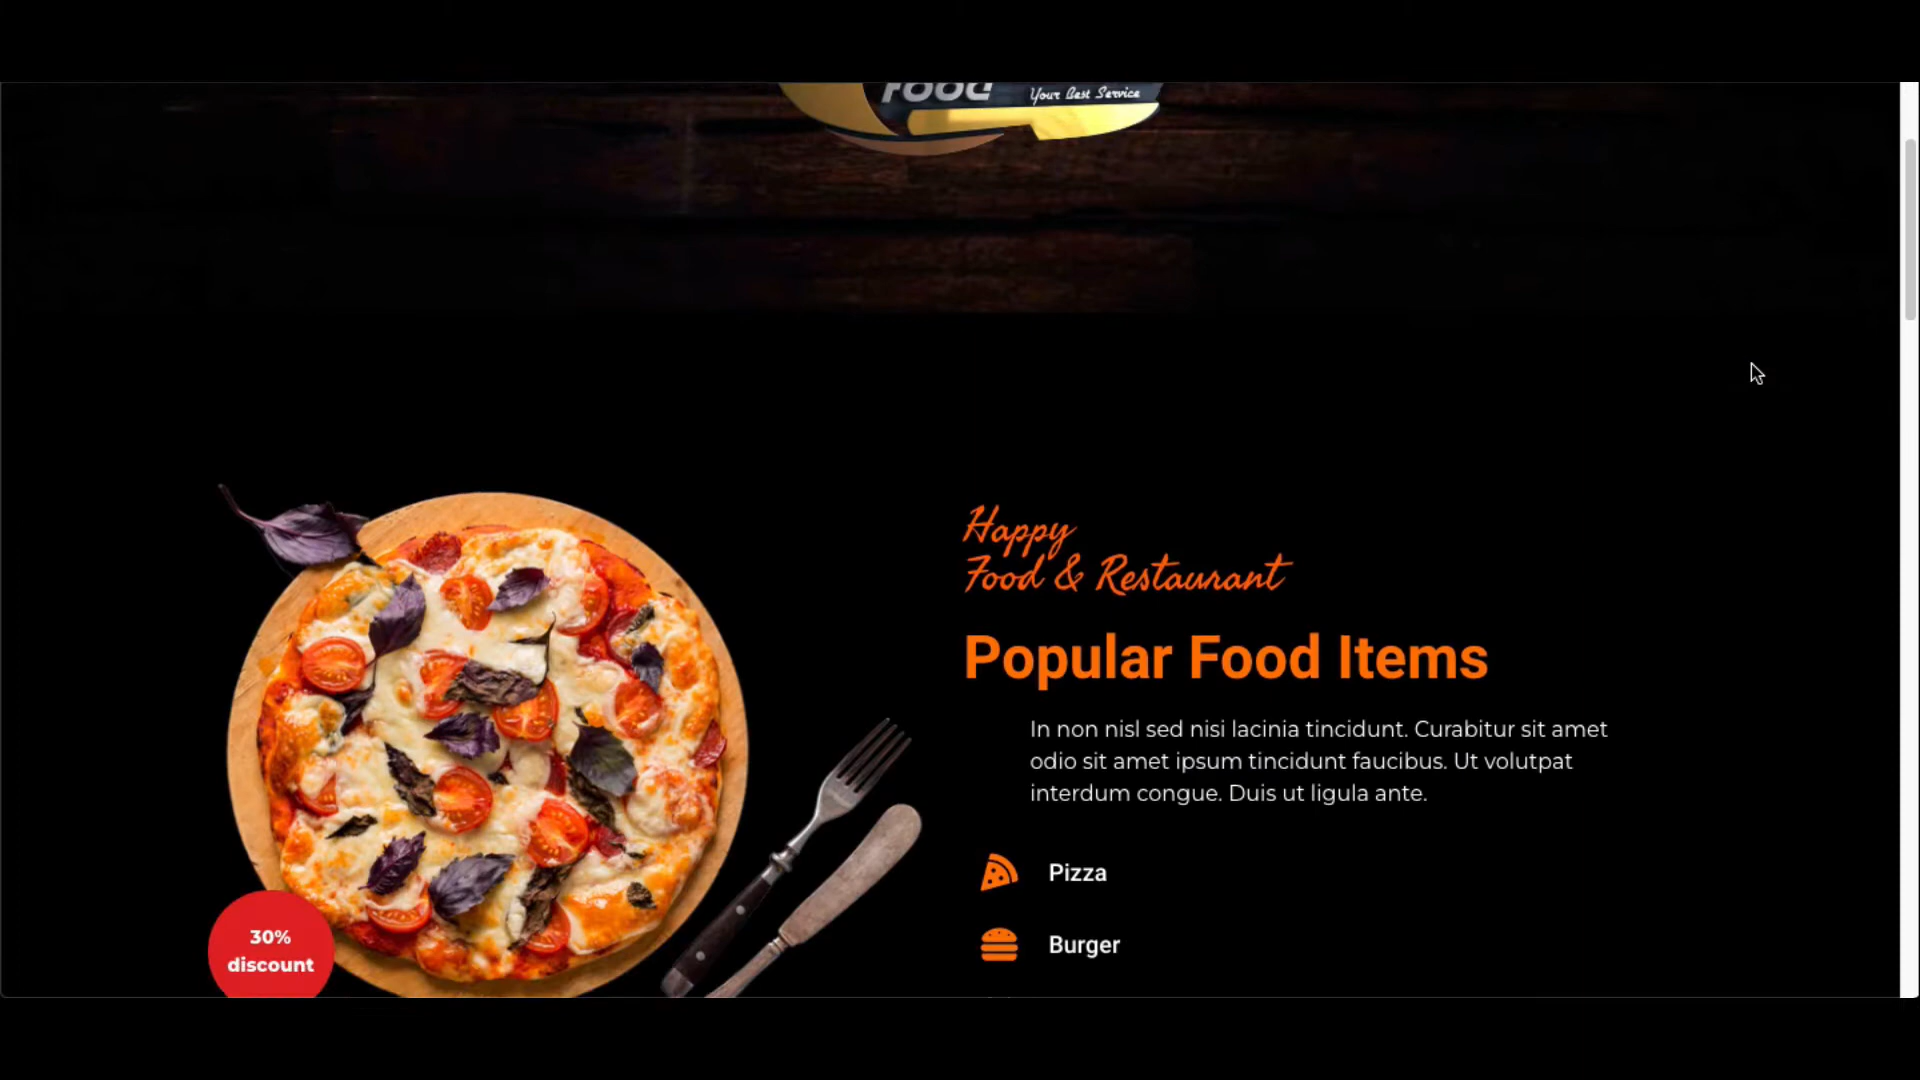 FOOD
Your Best Service
Happy
Food & Restaurant
Popular Food Items
In non nisl sed nisi lacinia tincidunt. Curabitur sit amet
odio sit amet ipsum tincidunt faucibus. Ut volutpat
interdum congue. Duis ut ligula ante.
Pizza
Burger
30%
discount